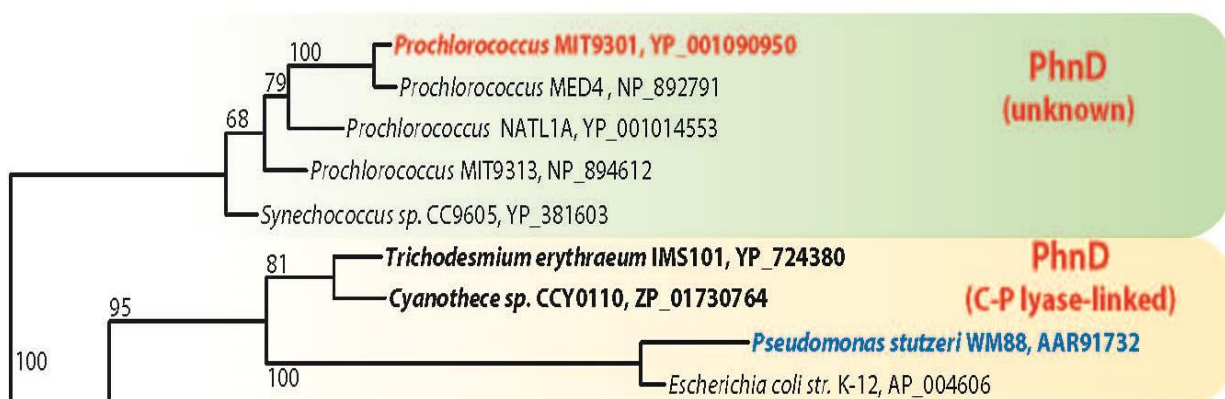 Prochlorococcus MIT9301, YP_001090950
100
PhnD
79
Prochlorococcus MED4 , NP_892791
(unknown)
68
Prochlorococcus NATL1A, YP_001014553
Prochlorococcus MIT9313, NP_894612
Synechococcus sp. CC9605, YP_381603
81
Trichodesmium erythraeum IMS101, YP_724380
PhnD
Cyanothece sp. CCY0110, ZP_01730764
(C-P lyase-linked)
95
Pseudomonas stutzeri WM88, AAR91732
100
100
Escherichia coli str. K-12, AP_004606